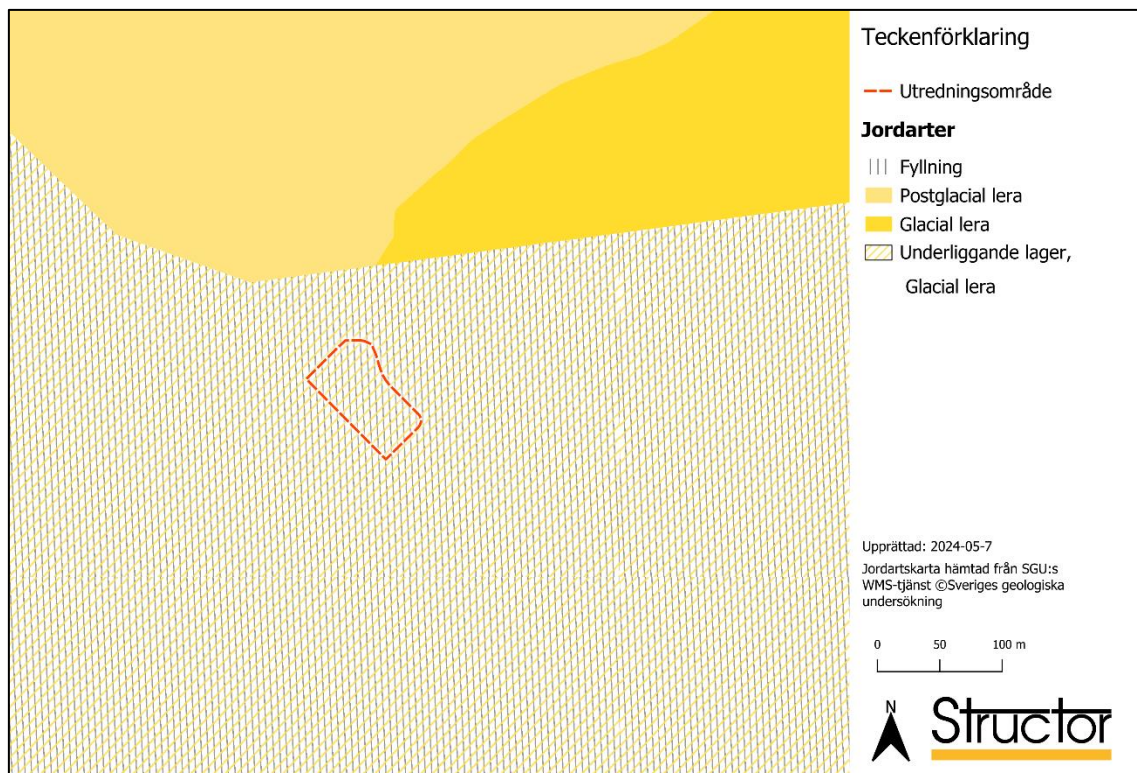 Teckenförklaring
Utredningsområde
Jordarter
Fyllning
Postglacial lera
Glacial lera
Underliggande lager,
Glacial lera
Upprättad: 2024-05-7
Jordartskarta hämtad från SGU:s
WMS-tjänst ©Sveriges geologiska
undersökning
0 50 100 m
N
Structor